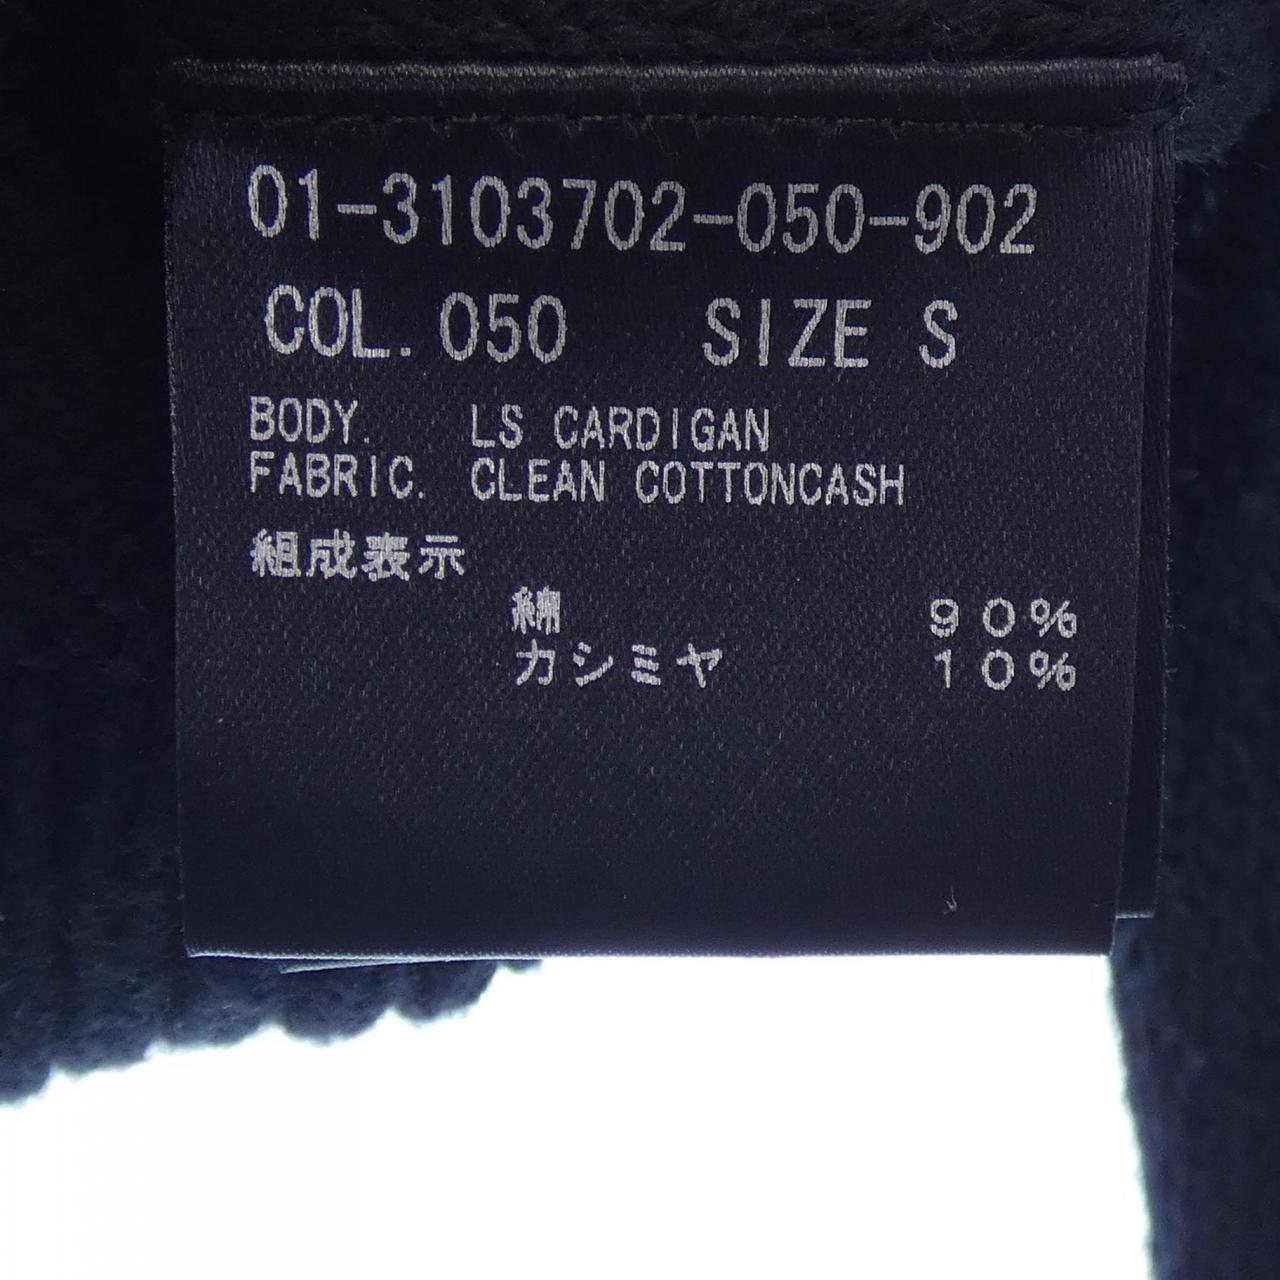 01-3103702-050-902
COL. 050 SIZE S
BODY. LS CARDIGAN
FABRIC. CLEAN COTTONCASH
組成表示
綿 90%
カシミヤ 10%